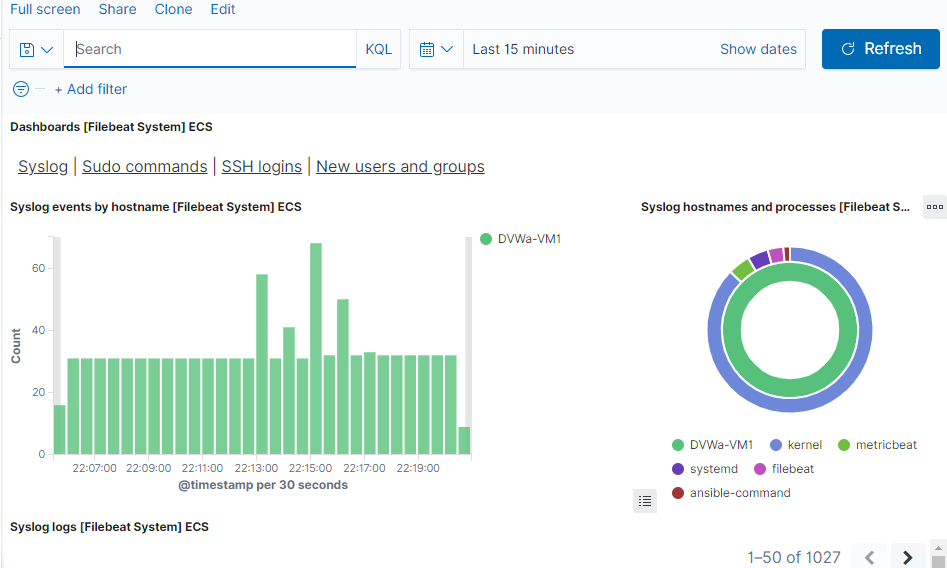 Full screen Share Clone Edit
Search KQL Last 15 minutes Show dates Refresh
+ Add filter
Dashboards [Filebeat System] ECS
Syslog | Sudo commands | SSH logins | New users and groups
Syslog events by hostname [Filebeat System] ECS
DVWa-VM1
60
40
20
0
Count
22:07:00 22:09:00 22:11:00 22:13:00 22:15:00 22:17:00 22:19:00
@timestamp per 30 seconds
Syslog hostnames and processes [Filebeat S...
DVWa-VM1 kernel metricbeat
systemd filebeat
ansible-command
Syslog logs [Filebeat System] ECS
1–50 of 1027